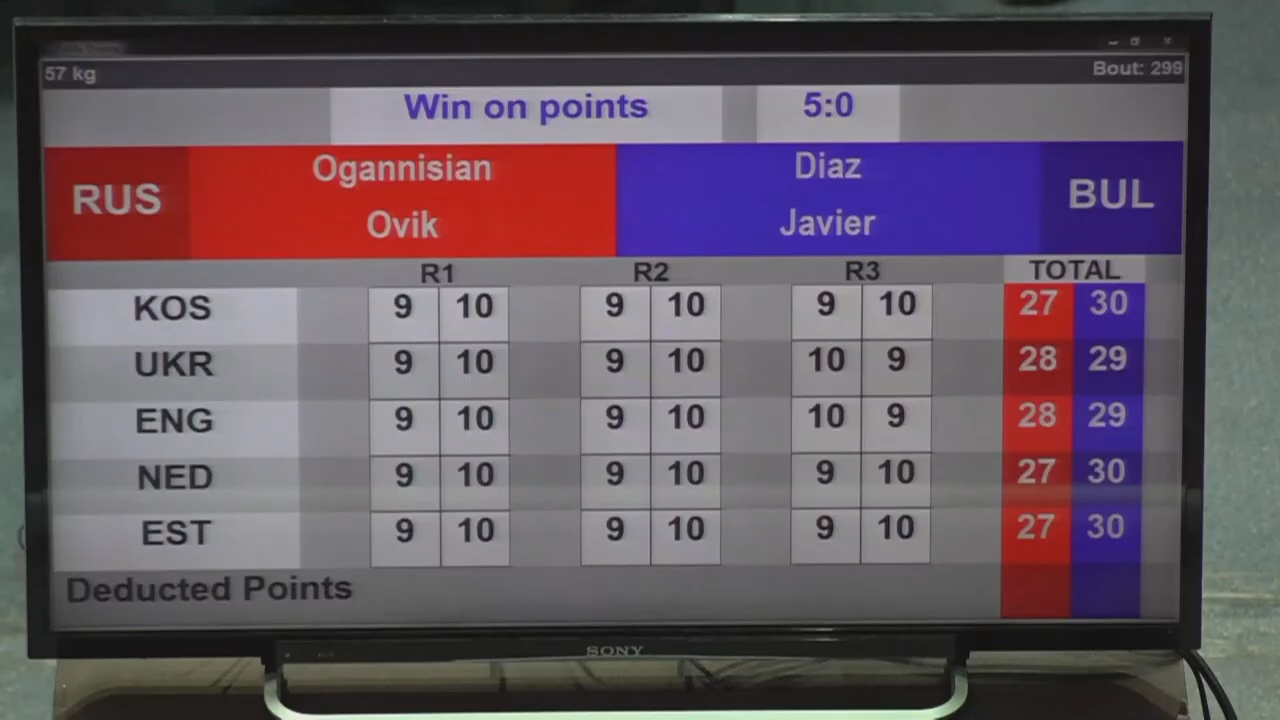 57 kg Bout: 299
Win on points 5:0
RUS Ogannisian Ovik Diaz Javier BUL
R1 R2 R3 TOTAL
KOS 9 10 9 10 9 10 27 30
UKR 9 10 9 10 10 9 28 29
ENG 9 10 9 10 10 9 28 29
NED 9 10 9 10 9 10 27 30
EST 9 10 9 10 9 10 27 30
Deducted Points
SONY